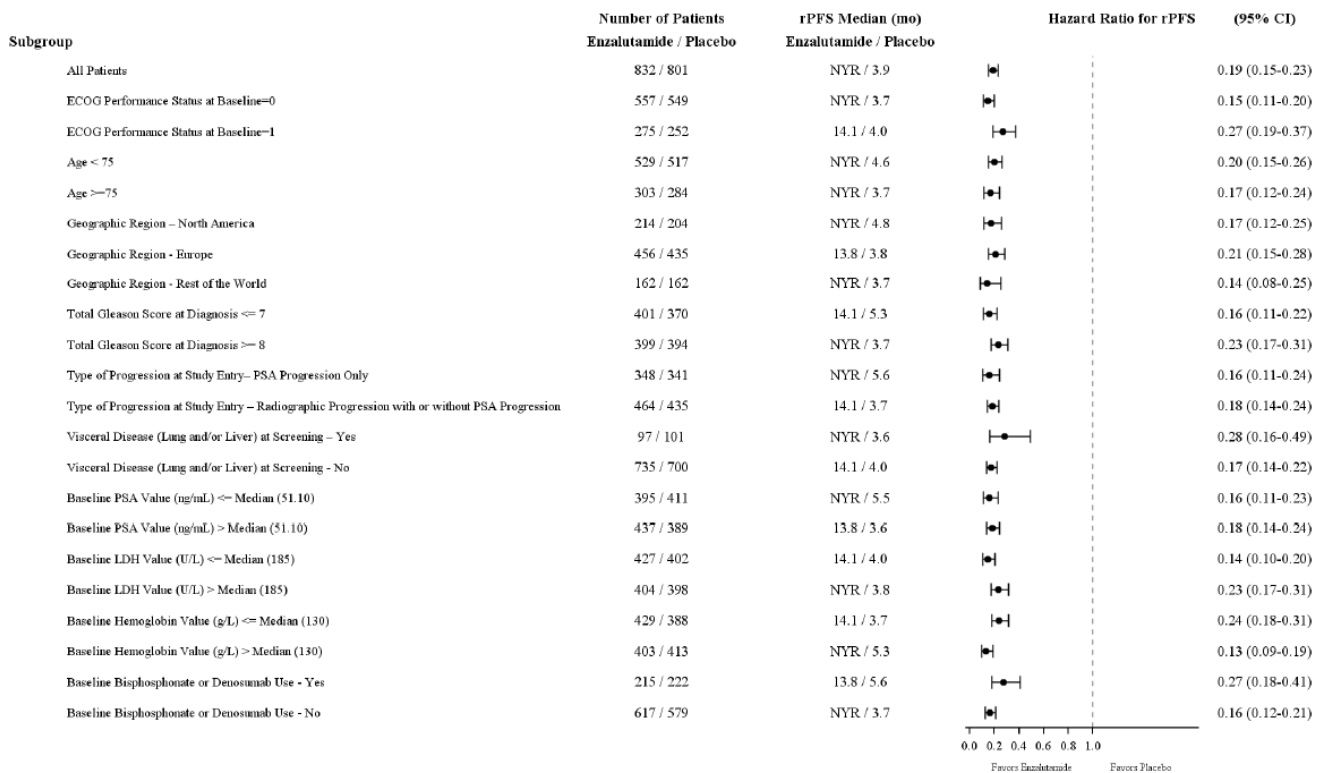 Number of Patients rPFS Median (mo) Hazard Ratio for rPFS (95% CI)
Subgroup Enzalutamide / Placebo Enzalutamide / Placebo
All Patients 832 / 801 NYR / 3.9 0.19 (0.15-0.23)
ECOG Performance Status at Baseline=0 557 / 549 NYR / 3.7 0.15 (0.11-0.20)
ECOG Performance Status at Baseline=1 275 / 252 14.1 / 4.0 0.27 (0.19-0.37)
Age < 75 529 / 517 NYR / 4.6 0.20 (0.15-0.26)
Age >=75 303 / 284 NYR / 3.7 0.17 (0.12-0.24)
Geographic Region – North America 214 / 204 NYR / 4.8 0.17 (0.12-0.25)
Geographic Region - Europe 456 / 435 13.8 / 3.8 0.21 (0.15-0.28)
Geographic Region - Rest of the World 162 / 162 NYR / 3.7 0.14 (0.08-0.25)
Total Gleason Score at Diagnosis <= 7 401 / 370 14.1 / 5.3 0.16 (0.11-0.22)
Total Gleason Score at Diagnosis >= 8 399 / 394 NYR / 3.7 0.23 (0.17-0.31)
Type of Progression at Study Entry– PSA Progression Only 348 / 341 NYR / 5.6 0.16 (0.11-0.24)
Type of Progression at Study Entry – Radiographic Progression with or without PSA Progression 464 / 435 14.1 / 3.7 0.18 (0.14-0.24)
Visceral Disease (Lung and/or Liver) at Screening – Yes 97 / 101 NYR / 3.6 0.28 (0.16-0.49)
Visceral Disease (Lung and/or Liver) at Screening - No 735 / 700 14.1 / 4.0 0.17 (0.14-0.22)
Baseline PSA Value (ng/mL) <= Median (51.10) 395 / 411 NYR / 5.5 0.16 (0.11-0.23)
Baseline PSA Value (ng/mL) > Median (51.10) 437 / 389 13.8 / 3.6 0.18 (0.14-0.24)
Baseline LDH Value (U/L) <= Median (185) 427 / 402 14.1 / 4.0 0.14 (0.10-0.20)
Baseline LDH Value (U/L) > Median (185) 404 / 398 NYR / 3.8 0.23 (0.17-0.31)
Baseline Hemoglobin Value (g/L) <= Median (130) 429 / 388 14.1 / 3.7 0.24 (0.18-0.31)
Baseline Hemoglobin Value (g/L) > Median (130) 403 / 413 NYR / 5.3 0.13 (0.09-0.19)
Baseline Bisphosphonate or Denosumab Use - Yes 215 / 222 13.8 / 5.6 0.27 (0.18-0.41)
Baseline Bisphosphonate or Denosumab Use - No 617 / 579 NYR / 3.7 0.16 (0.12-0.21)
0.0 0.2 0.4 0.6 0.8 1.0
Favors Enzalutamide Favors Placebo